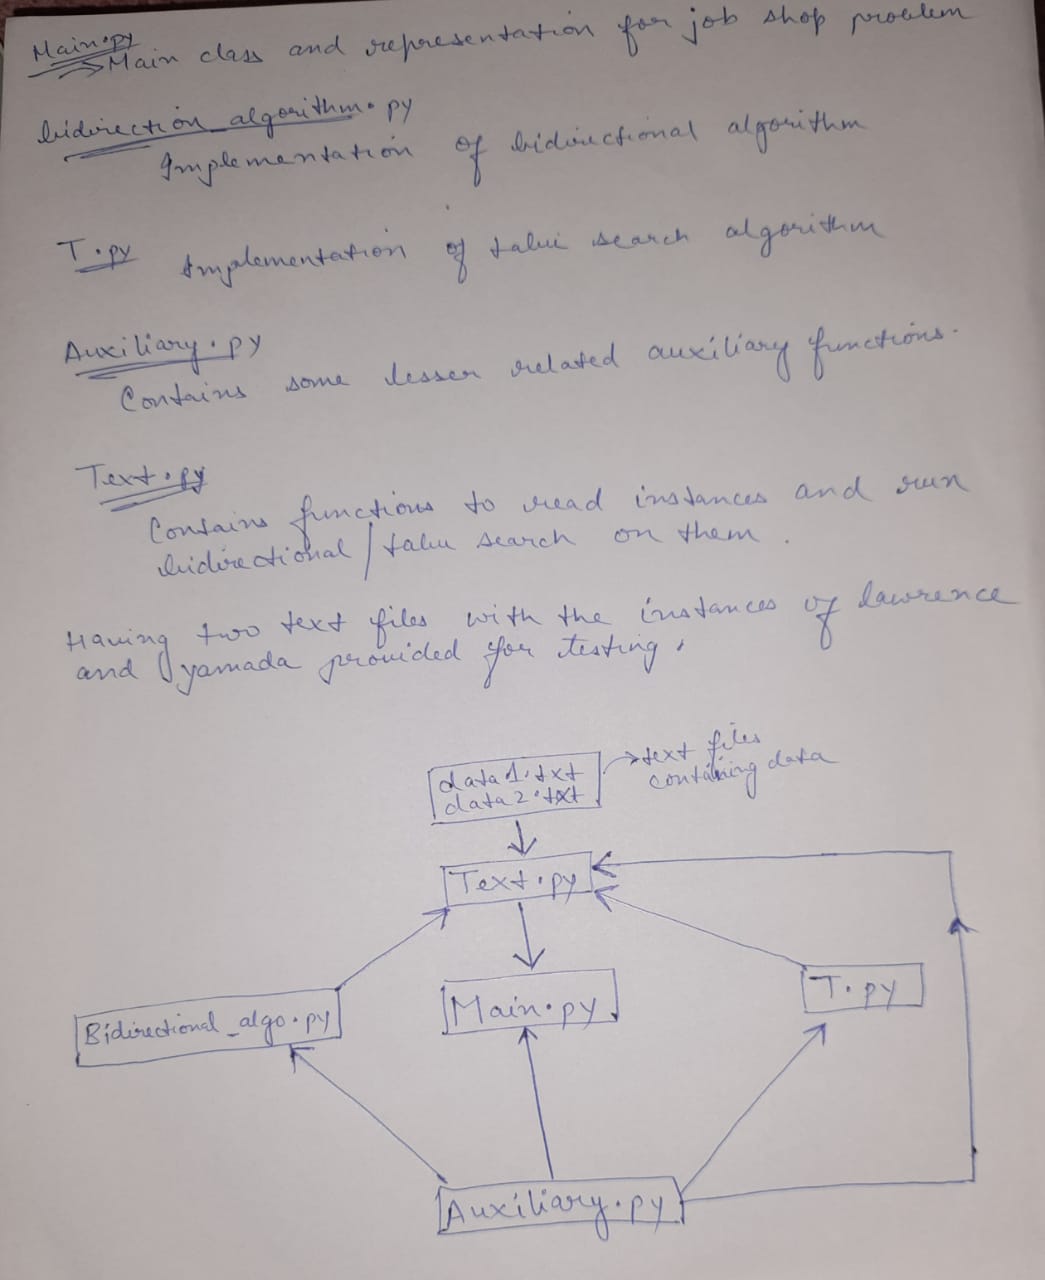 Main.py
Main class and representation for job shop problem
bidirection_algorithm.py
Implementation of bidirectional algorithm
T.py Implementation of tabu search algorithm
Auxiliary.py
Contains some lesser related auxiliary functions.
Text.py
Contains functions to read instances and run
bidirectional/tabu search on them.
Having two text files with the instances of lawrence
and yamada provided for testing.
data1.txt
data2.txt
text files
containing data
Text.py
Bidirectional_algo.py
Main.py
T.py
Auxiliary.py